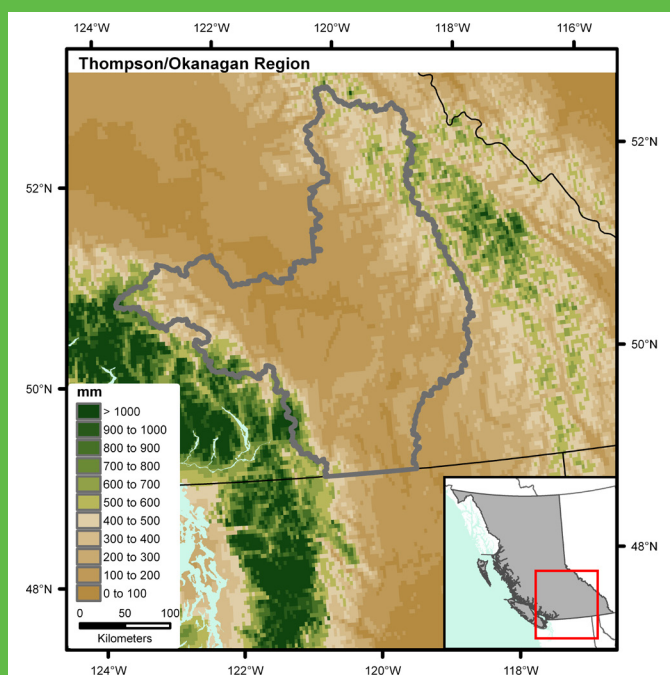 124°W 122°W 120°W 118°W 116°W
Thompson/Okanagan Region
52°N
52°N
50°N
50°N
mm
> 1000
900 to 1000
800 to 900
700 to 800
600 to 700
500 to 600
400 to 500
300 to 400
200 to 300
100 to 200
0 to 100
48°N
48°N
0 50 100
Kilometers
124°W 122°W 120°W 118°W